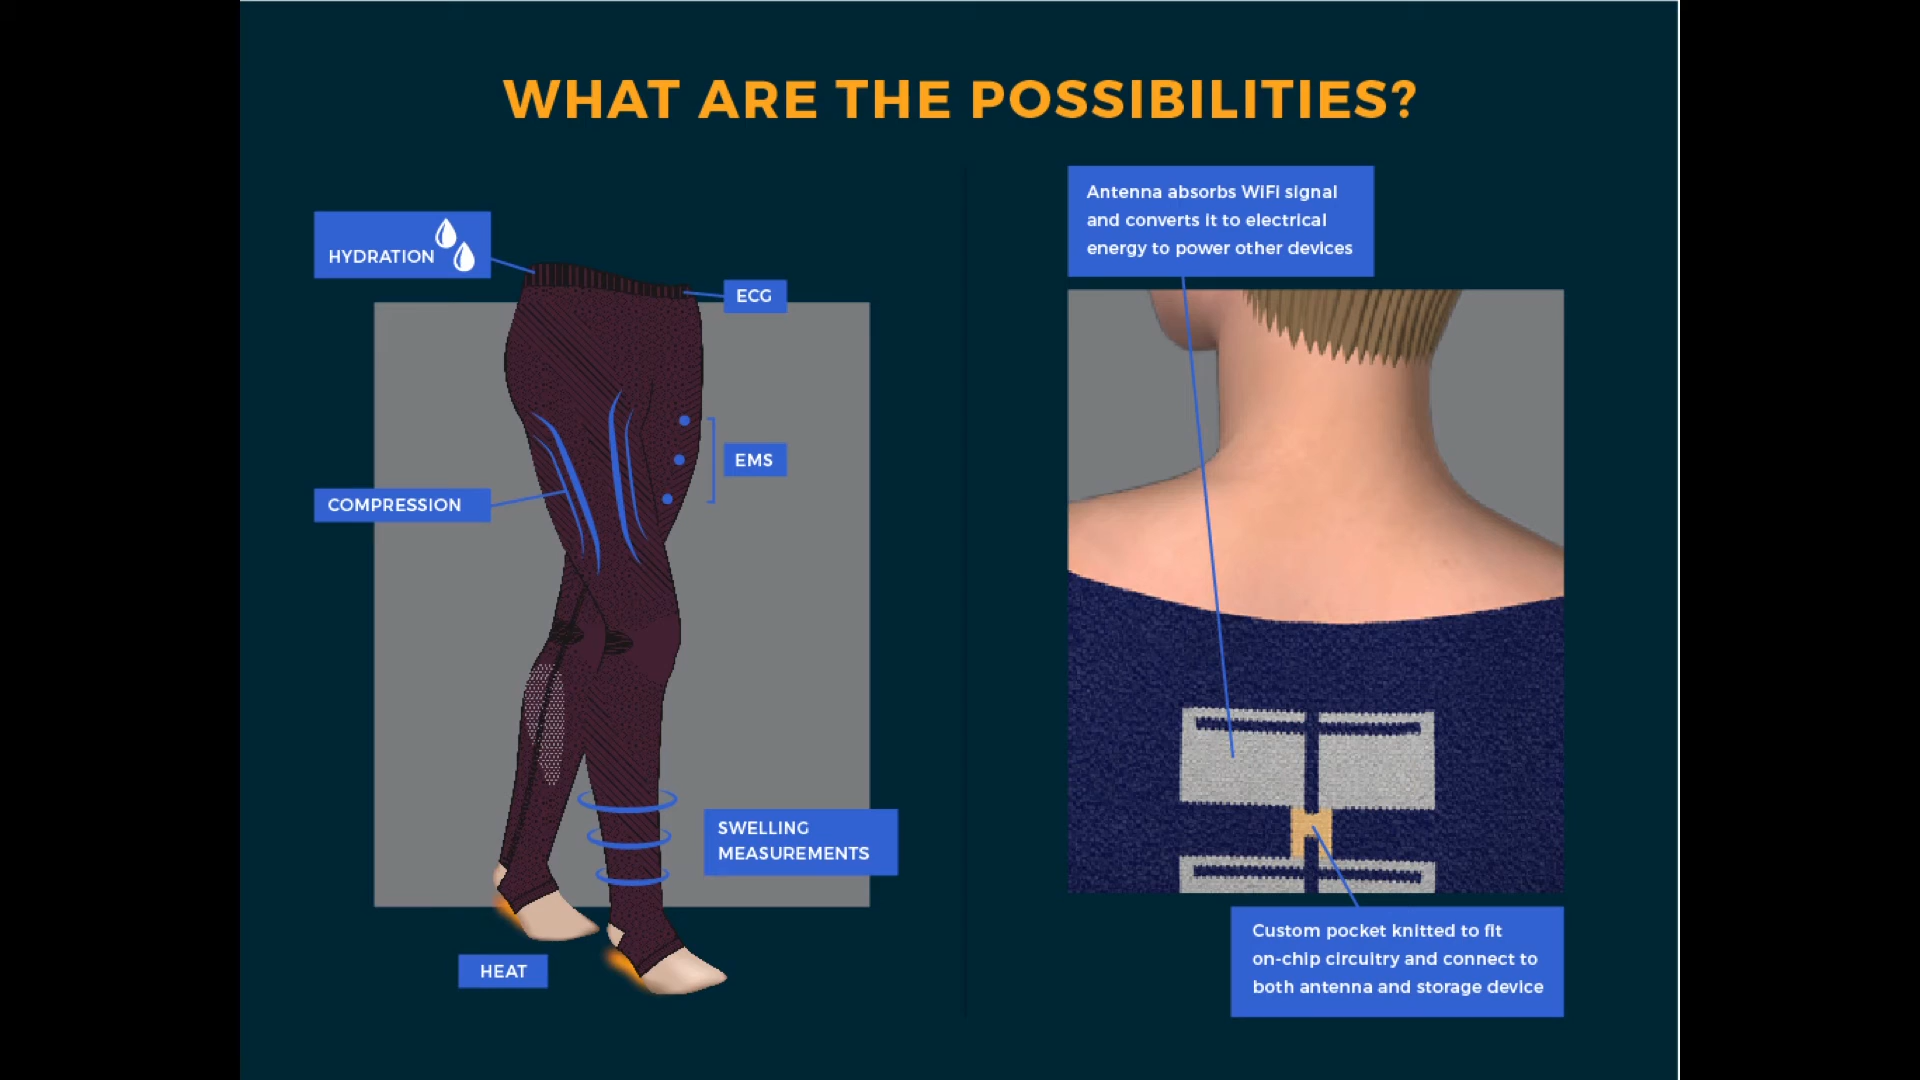 WHAT ARE THE POSSIBILITIES?
HYDRATION
ECG
EMS
COMPRESSION
SWELLING
MEASUREMENTS
HEAT
Antenna absorbs WiFi signal
and converts it to electrical
energy to power other devices
Custom pocket knitted to fit
on-chip circuitry and connect to
both antenna and storage device